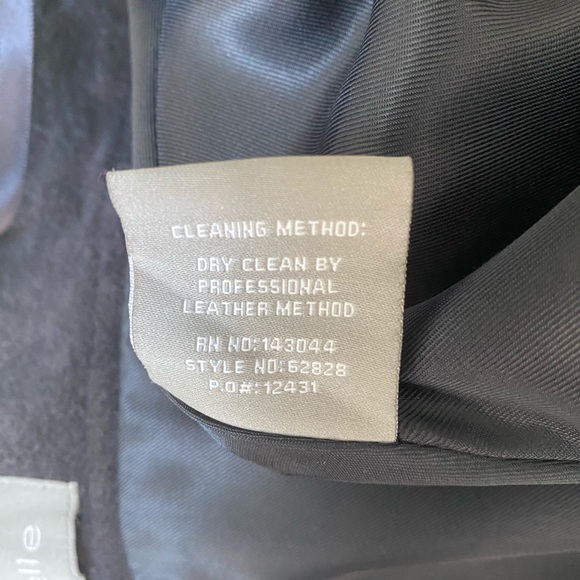 CLEANING METHOD:
DRY CLEAN BY
PROFESSIONAL
LEATHER METHOD
RN NO:143044
STYLE NO:62828
P.O#:12431